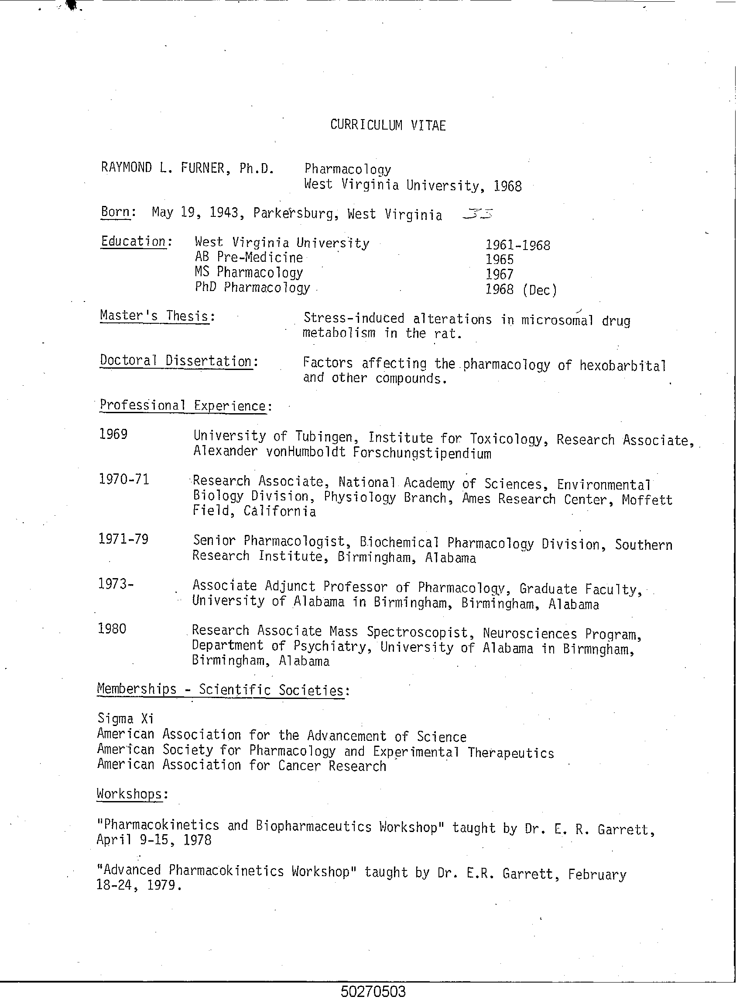 CURRICULUM VITAE
RAYMOND L. FURNER, Ph.D. Pharmacology
West Virginia University, 1968
Born: May 19, 1943, Parkersburg, West Virginia
Education: West Virginia University 1961-1968
AB Pre-Medicine 1965
MS Pharmacology 1967
PhD Pharmacology 1968 (Dec)
Master's Thesis: Stress-induced alterations in microsomal drug
metabolism in the rat.
Doctoral Dissertation: Factors affecting the pharmacology of hexobarbital
and other compounds.
Professional Experience:
1969 University of Tubingen, Institute for Toxicology, Research Associate,
Alexander vonHumboldt Forschungstipendium
1970-71 Research Associate, National Academy of Sciences, Environmental
Biology Division, Physiology Branch, Ames Research Center, Moffett
Field, California
1971-79 Senior Pharmacologist, Biochemical Pharmacology Division, Southern
Research Institute, Birmingham, Alabama
1973- Associate Adjunct Professor of Pharmacology, Graduate Faculty,
University of Alabama in Birmingham, Birmingham, Alabama
1980 Research Associate Mass Spectroscopist, Neurosciences Program,
Department of Psychiatry, University of Alabama in Birmngham,
Birmingham, Alabama
Memberships - Scientific Societies:
Sigma Xi
American Association for the Advancement of Science
American Society for Pharmacology and Experimental Therapeutics
American Association for Cancer Research
Workshops:
"Pharmacokinetics and Biopharmaceutics Workshop" taught by Dr. E. R. Garrett,
April 9-15, 1978
"Advanced Pharmacokinetics Workshop" taught by Dr. E.R. Garrett, February
18-24, 1979.
50270503